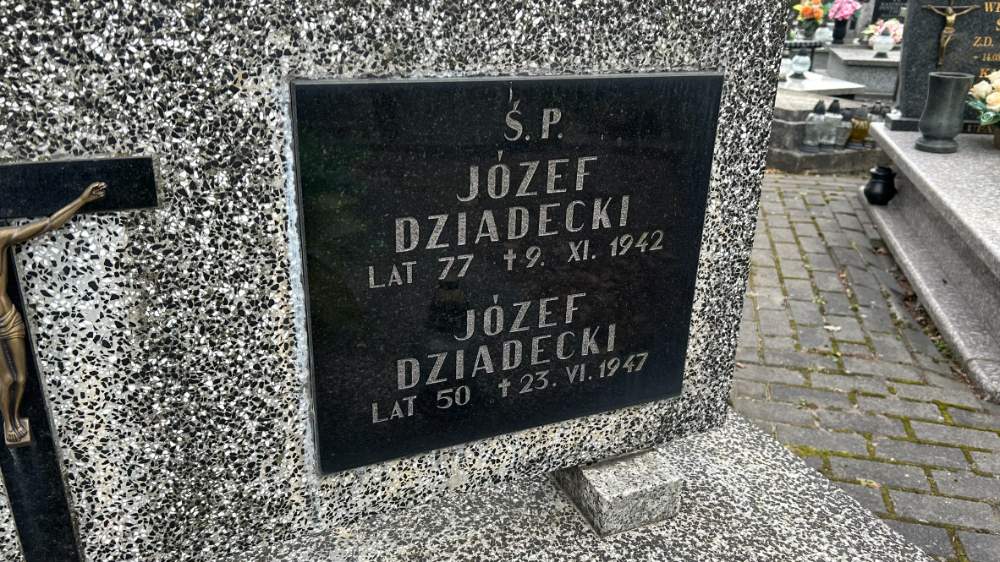 Ś. P.
JÓZEF
DZIADECKI
LAT 77 †9. XI. 1942
JÓZEF
DZIADECKI
LAT 50 †23. VI. 1947
Z.D.